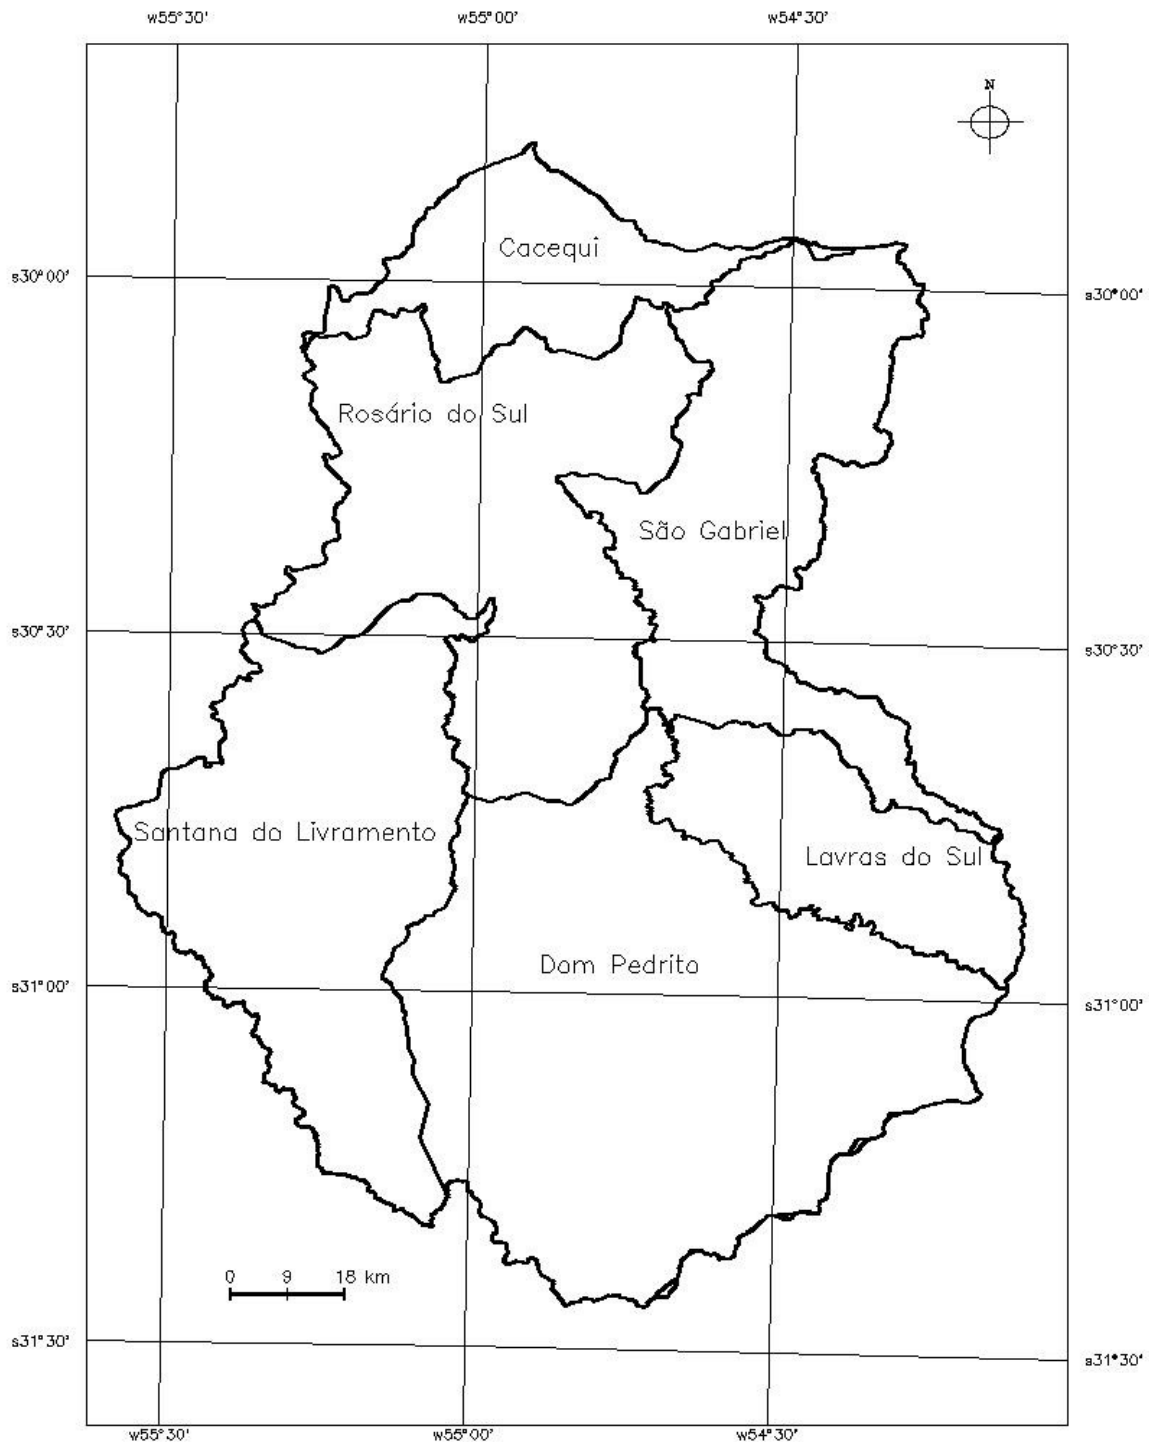 w55°30' w55°00' w54°30'
N
Cacequi
s30°00' s30°00'
Rosário do Sul
São Gabriel
s30°30' s30°30'
Santana do Livramento
Lavras do Sul
Dom Pedrito
s31°00' s31°00'
0 9 18 km
s31°30' s31°30'
w55°30' w55°00' w54°30'